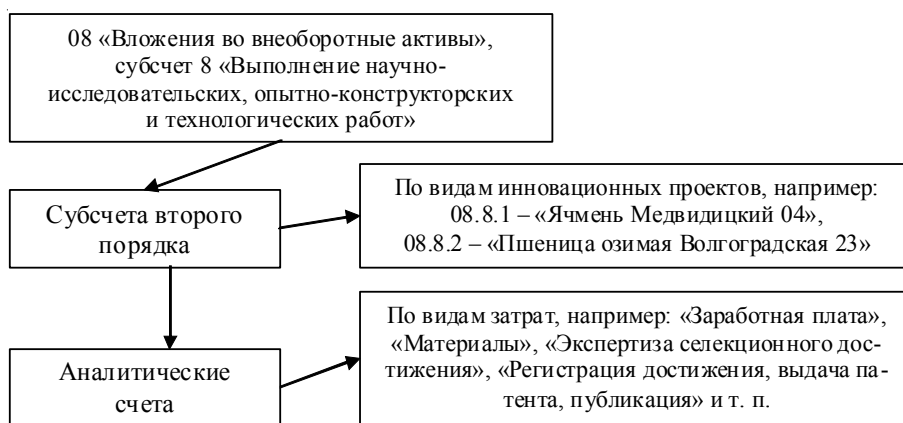 08 «Вложения во внеоборотные активы»,
субсчет 8 «Выполнение научно-
исследовательских, опытно-конструкторских
и технологических работ»
Субсчета второго
порядка
По видам инновационных проектов, например:
08.8.1 – «Ячмень Медвидицкий 04»,
08.8.2 – «Пшеница озимая Волгоградская 23»
Аналитические
счета
По видам затрат, например: «Заработная плата»,
«Материалы», «Экспертиза селекционного дос-
тижения», «Регистрация достижения, выдача па-
тента, публикация» и т. п.